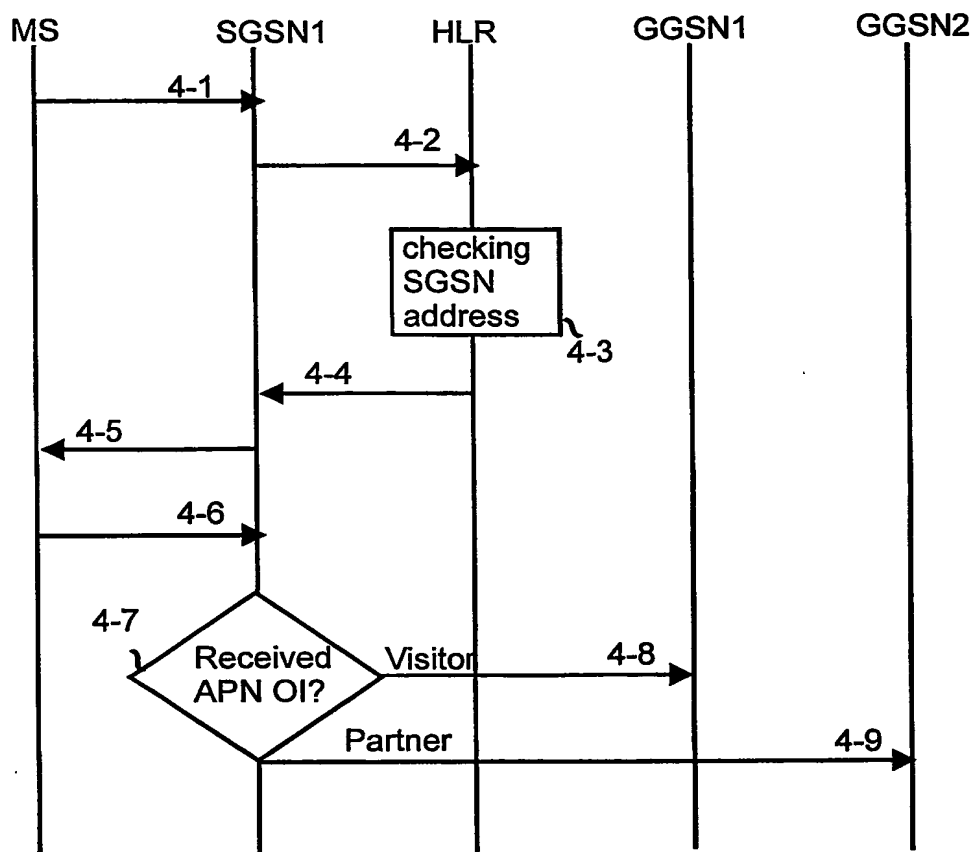 MS SGSN1 HLR GGSN1 GGSN2
4-1
4-2
checking
SGSN
address
4-3
4-4
4-5
4-6
4-7
Received
APN OI?
Visitor
4-8
Partner
4-9